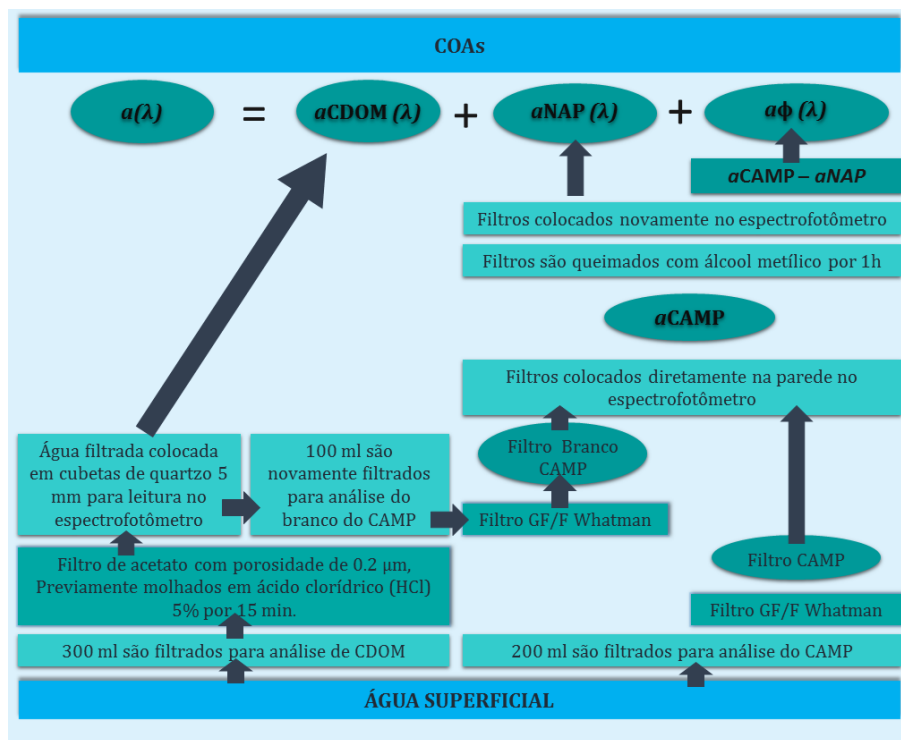 COAs
a(λ) = aCDOM (λ) + aNAP (λ) + aϕ (λ)
aCAMP – aNAP
Filtros colocados novamente no espectrofotômetro
Filtros são queimados com álcool metílico por 1h
aCAMP
Filtros colocados diretamente na parede no
espectrofotômetro
Água filtrada colocada
em cubetas de quartzo 5
mm para leitura no
espectrofotômetro
100 ml são
novamente filtrados
para análise do
branco do CAMP
Filtro Branco
CAMP
Filtro GF/F Whatman
Filtro de acetato com porosidade de 0.2 µm,
Previamente molhados em ácido clorídrico (HCl)
5% por 15 min.
Filtro CAMP
Filtro GF/F Whatman
300 ml são filtrados para análise de CDOM
200 ml são filtrados para análise do CAMP
ÁGUA SUPERFICIAL